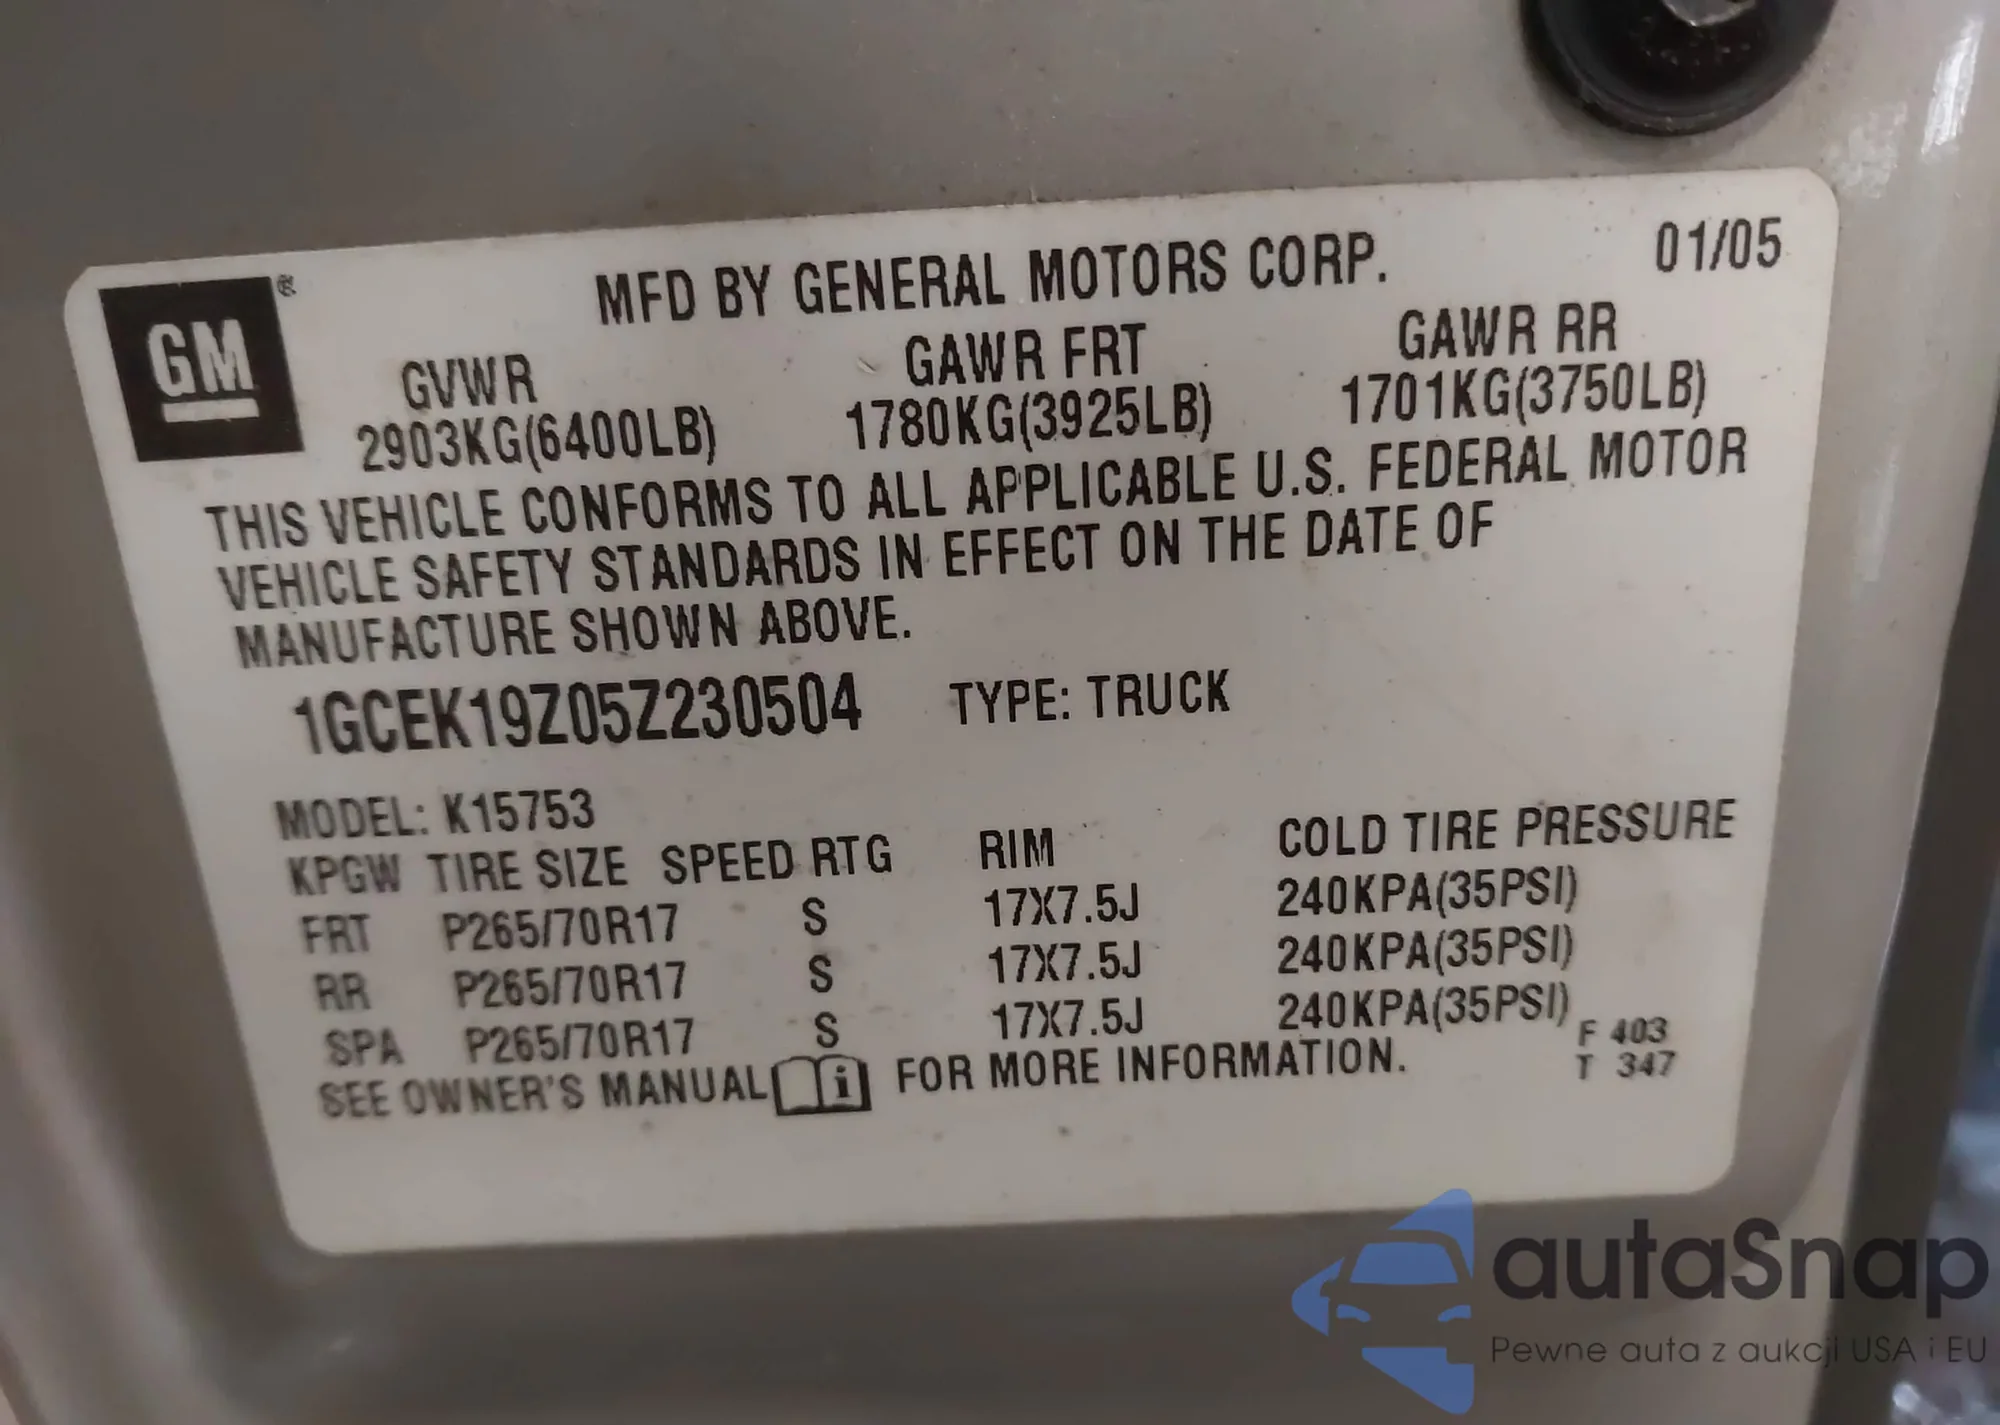 GM ®
MFD BY GENERAL MOTORS CORP. 01/05
GVWR GAWR FRT GAWR RR
2903KG(6400LB) 1780KG(3925LB) 1701KG(3750LB)
THIS VEHICLE CONFORMS TO ALL APPLICABLE U.S. FEDERAL MOTOR
VEHICLE SAFETY STANDARDS IN EFFECT ON THE DATE OF
MANUFACTURE SHOWN ABOVE.
1GCEK19Z05Z230504 TYPE: TRUCK
MODEL: K15753
KPGW TIRE SIZE SPEED RTG RIM COLD TIRE PRESSURE
FRT P265/70R17 S 17X7.5J 240KPA(35PSI)
RR P265/70R17 S 17X7.5J 240KPA(35PSI)
SPA P265/70R17 S 17X7.5J 240KPA(35PSI)
SEE OWNER'S MANUAL i FOR MORE INFORMATION.
F 403
T 347
autaSnap
Pewne auta z aukcji USA i EU